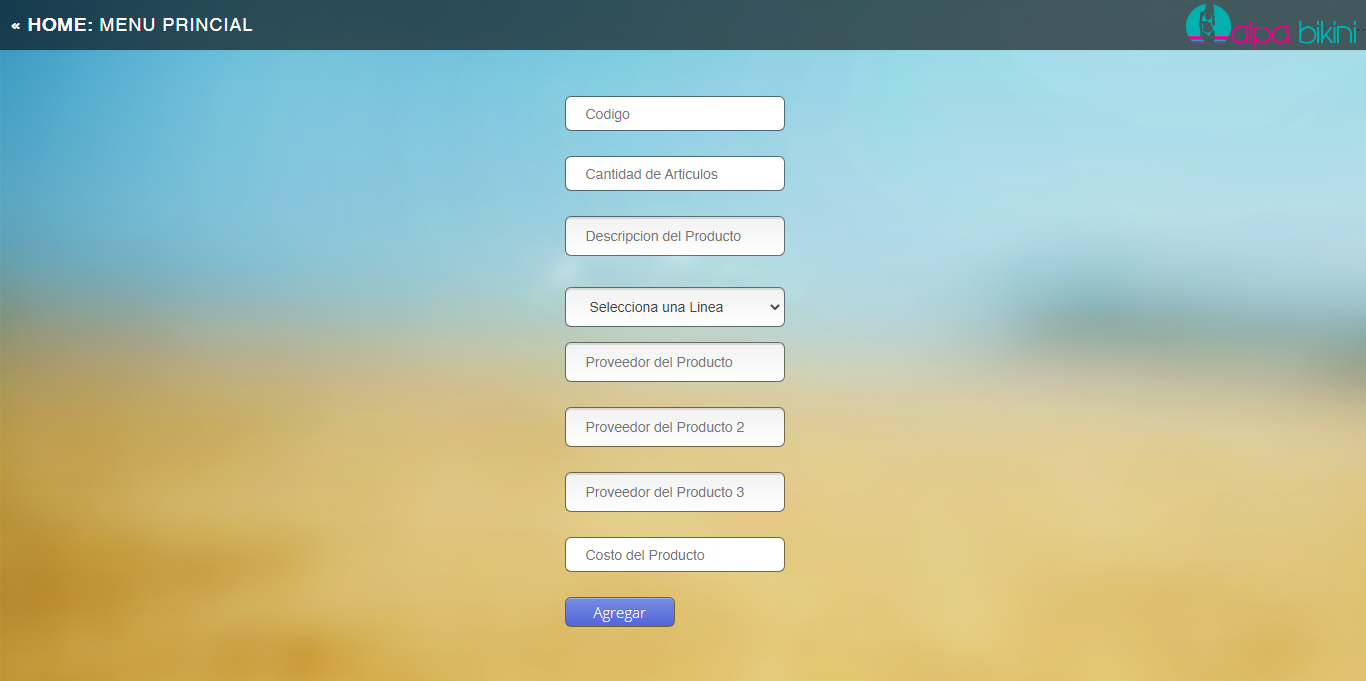 « HOME: MENU PRINCIAL
alpa bikini
Codigo
Cantidad de Articulos
Descripcion del Producto
Selecciona una Linea
Proveedor del Producto
Proveedor del Producto 2
Proveedor del Producto 3
Costo del Producto
Agregar